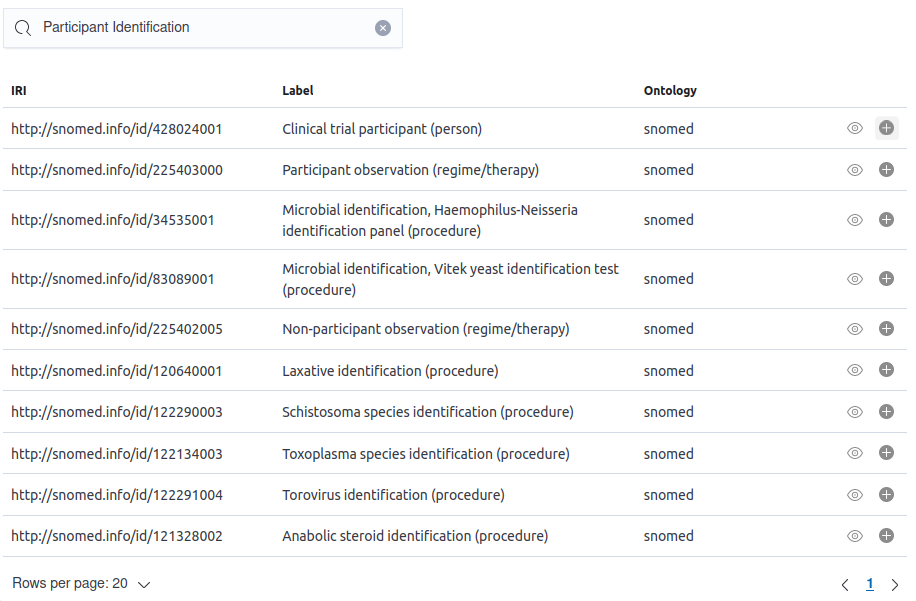 Participant Identification
IRI Label Ontology
http://snomed.info/id/428024001 Clinical trial participant (person) snomed
http://snomed.info/id/225403000 Participant observation (regime/therapy) snomed
http://snomed.info/id/34535001 Microbial identification, Haemophilus-Neisseria snomed
identification panel (procedure)
http://snomed.info/id/83089001 Microbial identification, Vitek yeast identification test snomed
(procedure)
http://snomed.info/id/225402005 Non-participant observation (regime/therapy) snomed
http://snomed.info/id/120640001 Laxative identification (procedure) snomed
http://snomed.info/id/122290003 Schistosoma species identification (procedure) snomed
http://snomed.info/id/122134003 Toxoplasma species identification (procedure) snomed
http://snomed.info/id/122291004 Torovirus identification (procedure) snomed
http://snomed.info/id/121328002 Anabolic steroid identification (procedure) snomed
Rows per page: 20 1